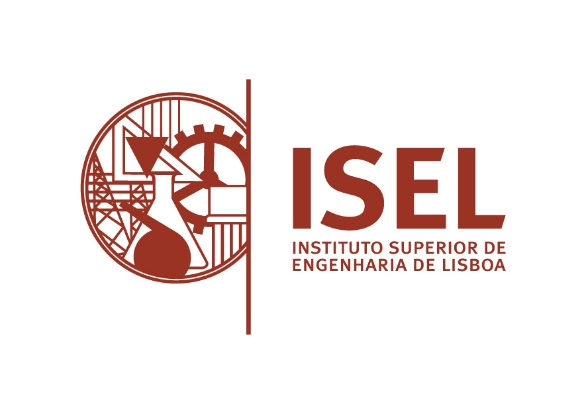 ISEL
INSTITUTO SUPERIOR DE
ENGENHARIA DE LISBOA